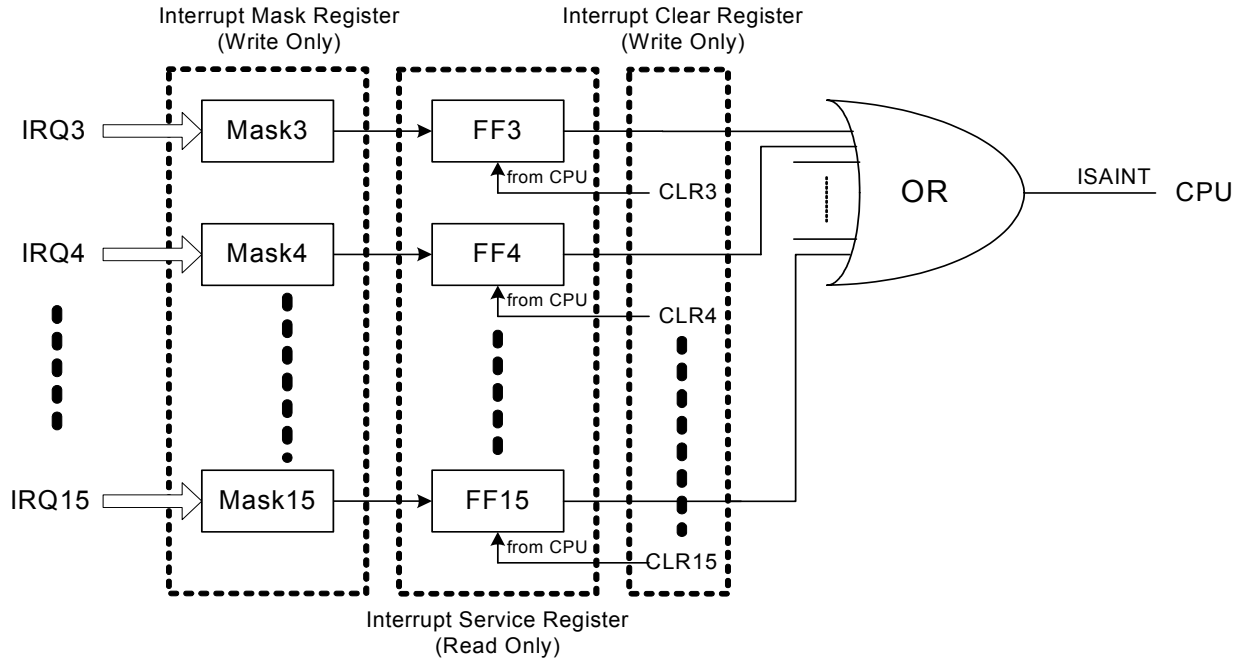 Interrupt Mask Register
(Write Only)
Interrupt Clear Register
(Write Only)
IRQ3
Mask3
FF3
from CPU
CLR3
OR
ISAINT
CPU
IRQ4
Mask4
FF4
from CPU
CLR4
IRQ15
Mask15
FF15
from CPU
CLR15
Interrupt Service Register
(Read Only)